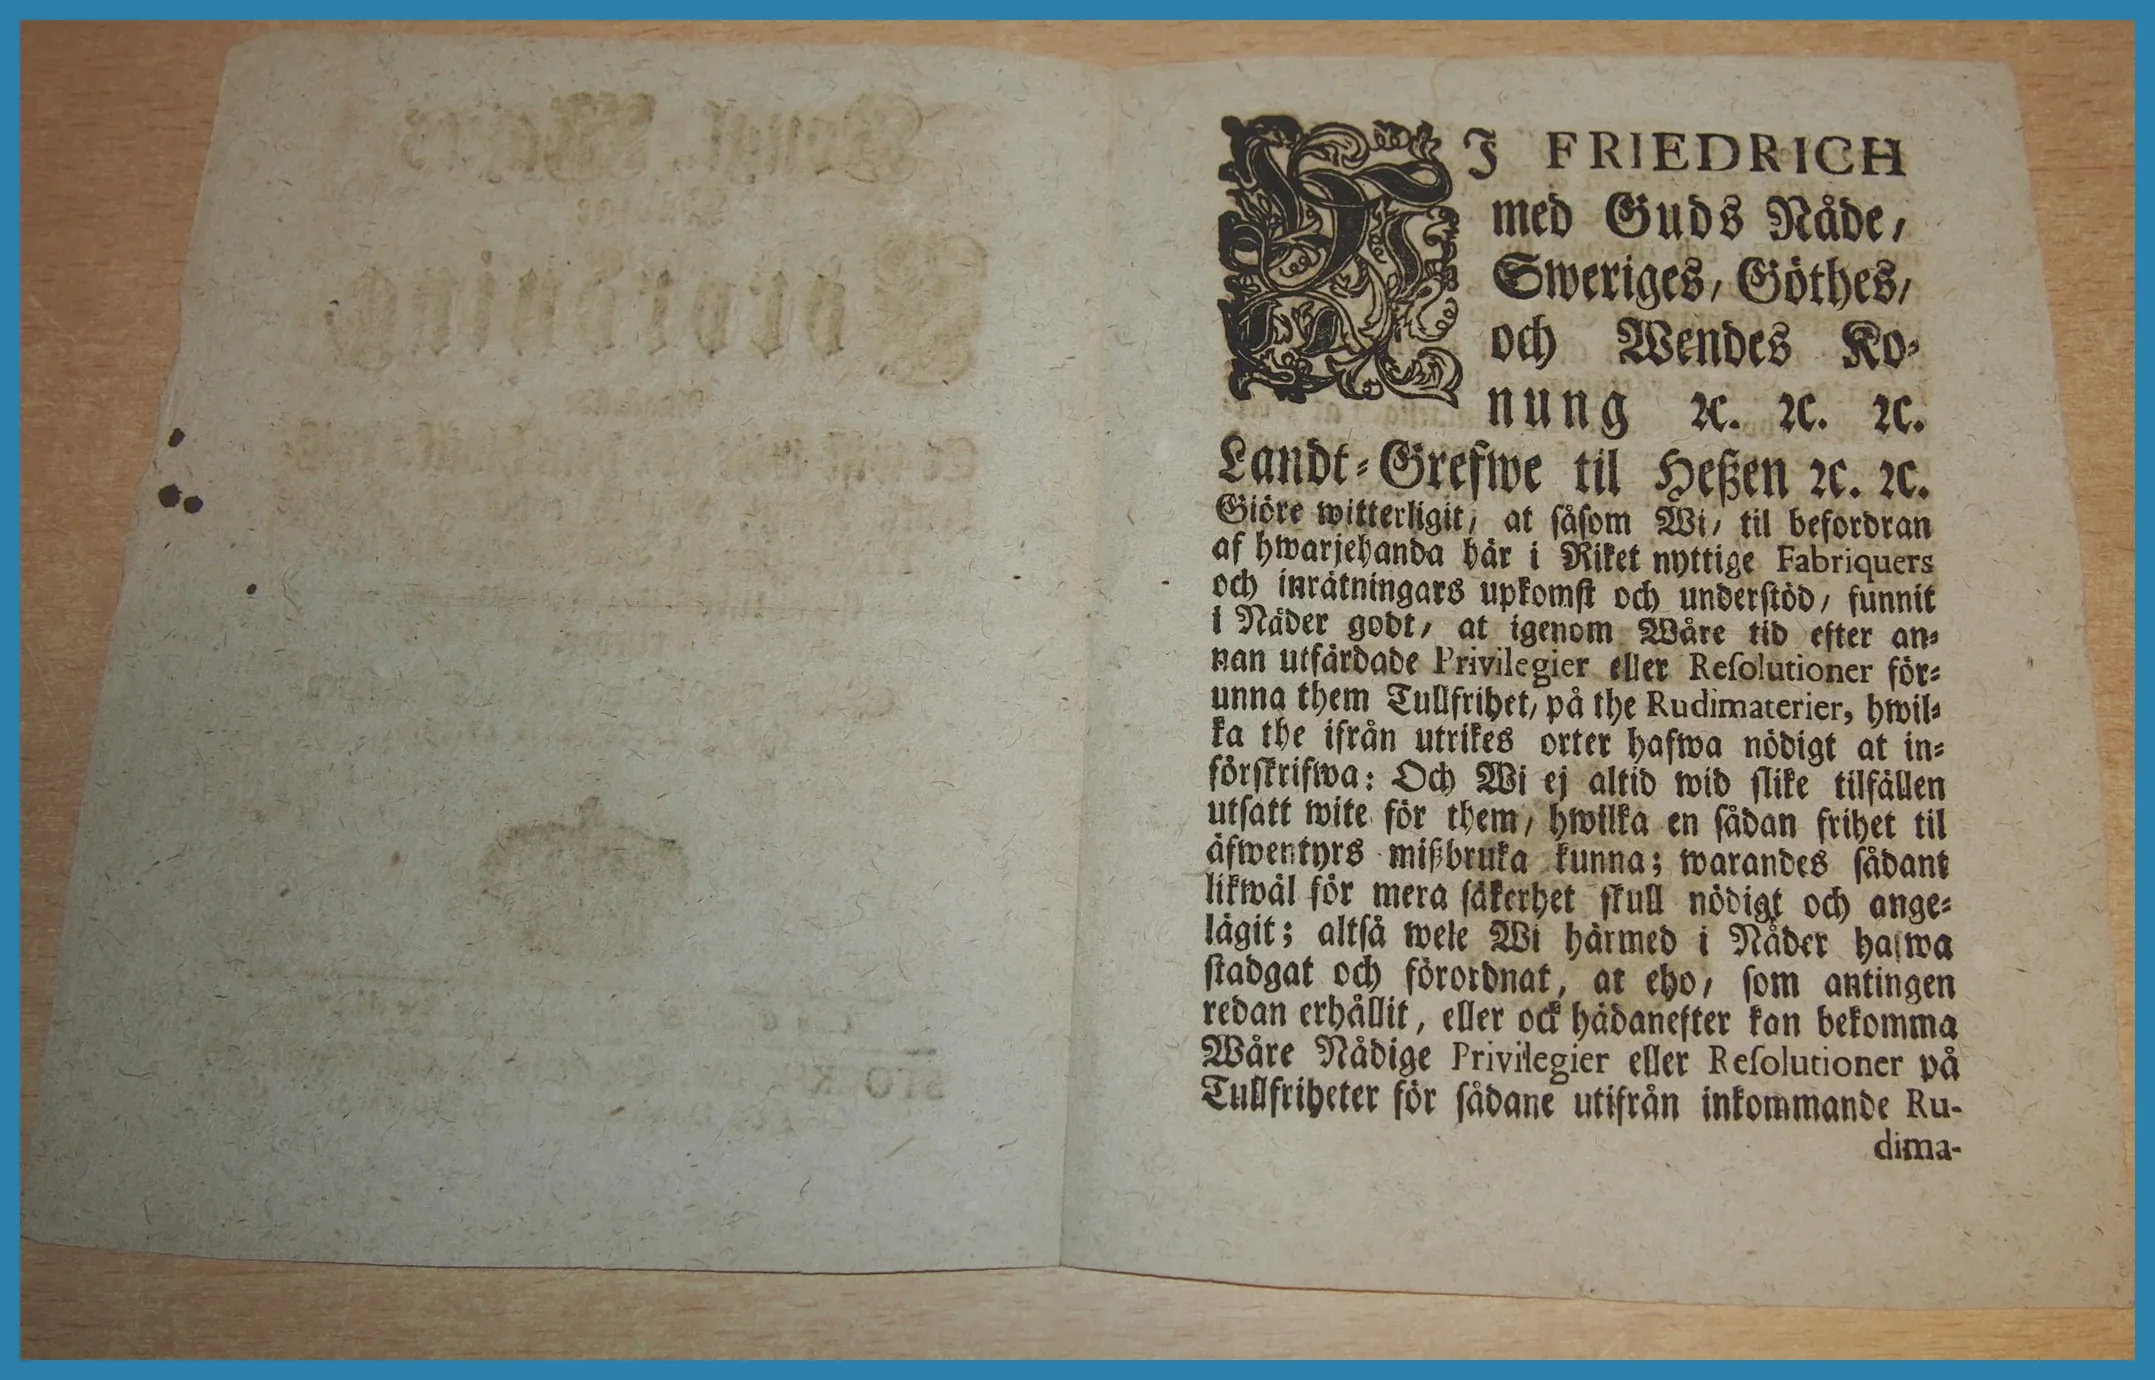 WJ FRIEDRICH
med Guds Nåde/
Sweriges/ Göthes/
och Wendes Ko-
nung ꝛc. ꝛc. ꝛc.
Landt-Grefwe til Heßen ꝛc. ꝛc.
Giöre witterligit/ at såsom Wi/ til befordran
af hwarjehanda här i Riket nyttige Fabriquers
och inrätningars upkomst och understöd/ funnit
i Nåder godt/ at igenom Wåre tid efter an-
nan utfärdade Privilegier eller Resolutioner för-
unna them Tullfrihet/ på the Rudimaterier, hwil-
ka the ifrån utrikes orter hafwa nödigt at in-
förskrifwa: Och Wi ej altid wid slike tilfällen
utsatt wite för them/ hwilka en sådan frihet til
äfwentyrs mißbruka kunna; warandes sådant
likwäl för mera säkerhet skull nödigt och ange-
lägit; altså wele Wi härmed i Nåder hafwa
stadgat och förordnat, at eho/ som antingen
redan erhållit, eller ock hädanefter kan bekomma
Wåre Nådige Privilegier eller Resolutioner på
Tullfriheter för sådane utifrån inkommande Ru-
dima-